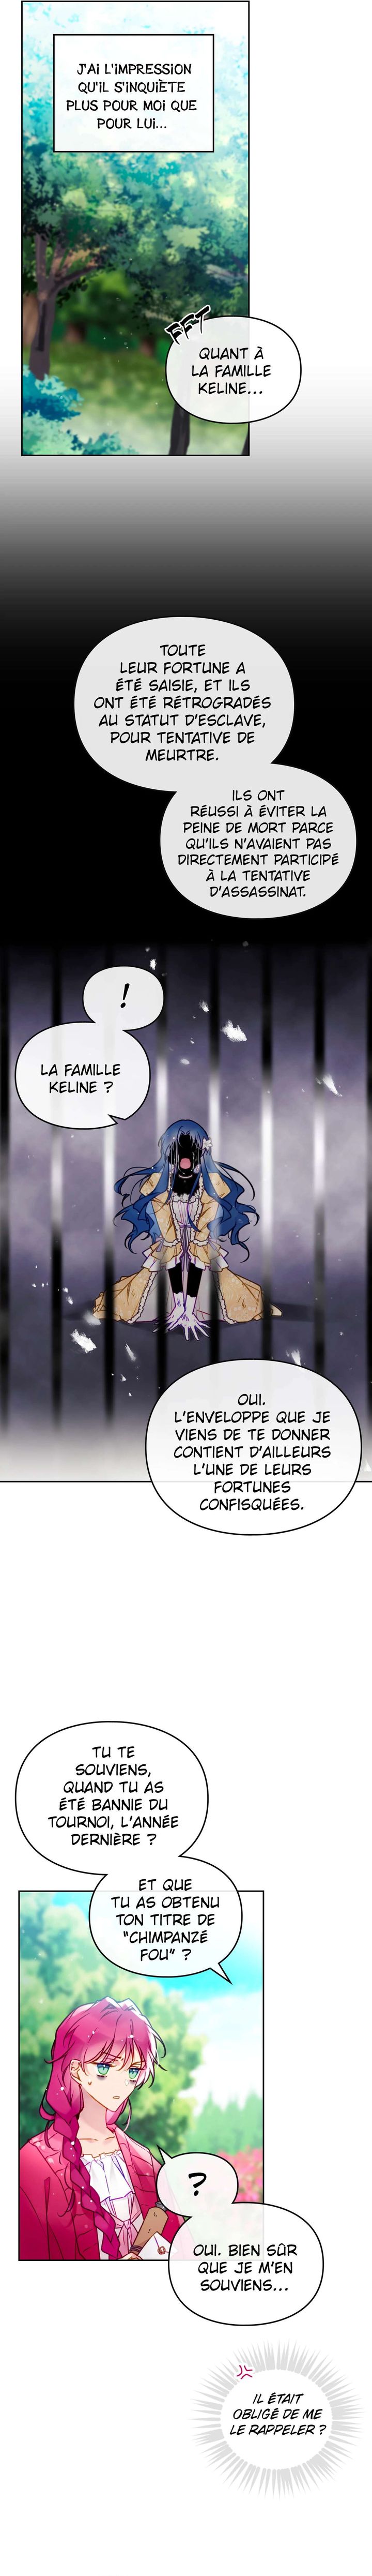 J'AI L'IMPRESSION
QU'IL S'INQUIÈTE
PLUS POUR MOI QUE
POUR LUI...
FFT
QUANT À
LA FAMILLE
KELINE...
TOUTE
LEUR FORTUNE A
ÉTÉ SAISIE, ET ILS
ONT ÉTÉ RÉTROGRADÉS
AU STATUT D'ESCLAVE,
POUR TENTATIVE DE
MEURTRE.
ILS ONT
RÉUSSI À ÉVITER LA
PEINE DE MORT PARCE
QU'ILS N'AVAIENT PAS
DIRECTEMENT PARTICIPÉ
À LA TENTATIVE
D'ASSASSINAT.
!
LA FAMILLE
KELINE ?
OUI.
L'ENVELOPPE QUE JE
VIENS DE TE DONNER
CONTIENT D'AILLEURS
L'UNE DE LEURS
FORTUNES
CONFISQUÉES.
TU TE
SOUVIENS,
QUAND TU AS
ÉTÉ BANNIE DU
TOURNOI, L'ANNÉE
DERNIÈRE ?
ET QUE
TU AS OBTENU
TON TITRE DE
"CHIMPANZÉ
FOU" ?
?
OUI. BIEN SÛR
QUE JE M'EN
SOUVIENS...
IL ÉTAIT
OBLIGÉ DE ME
LE RAPPELER ?